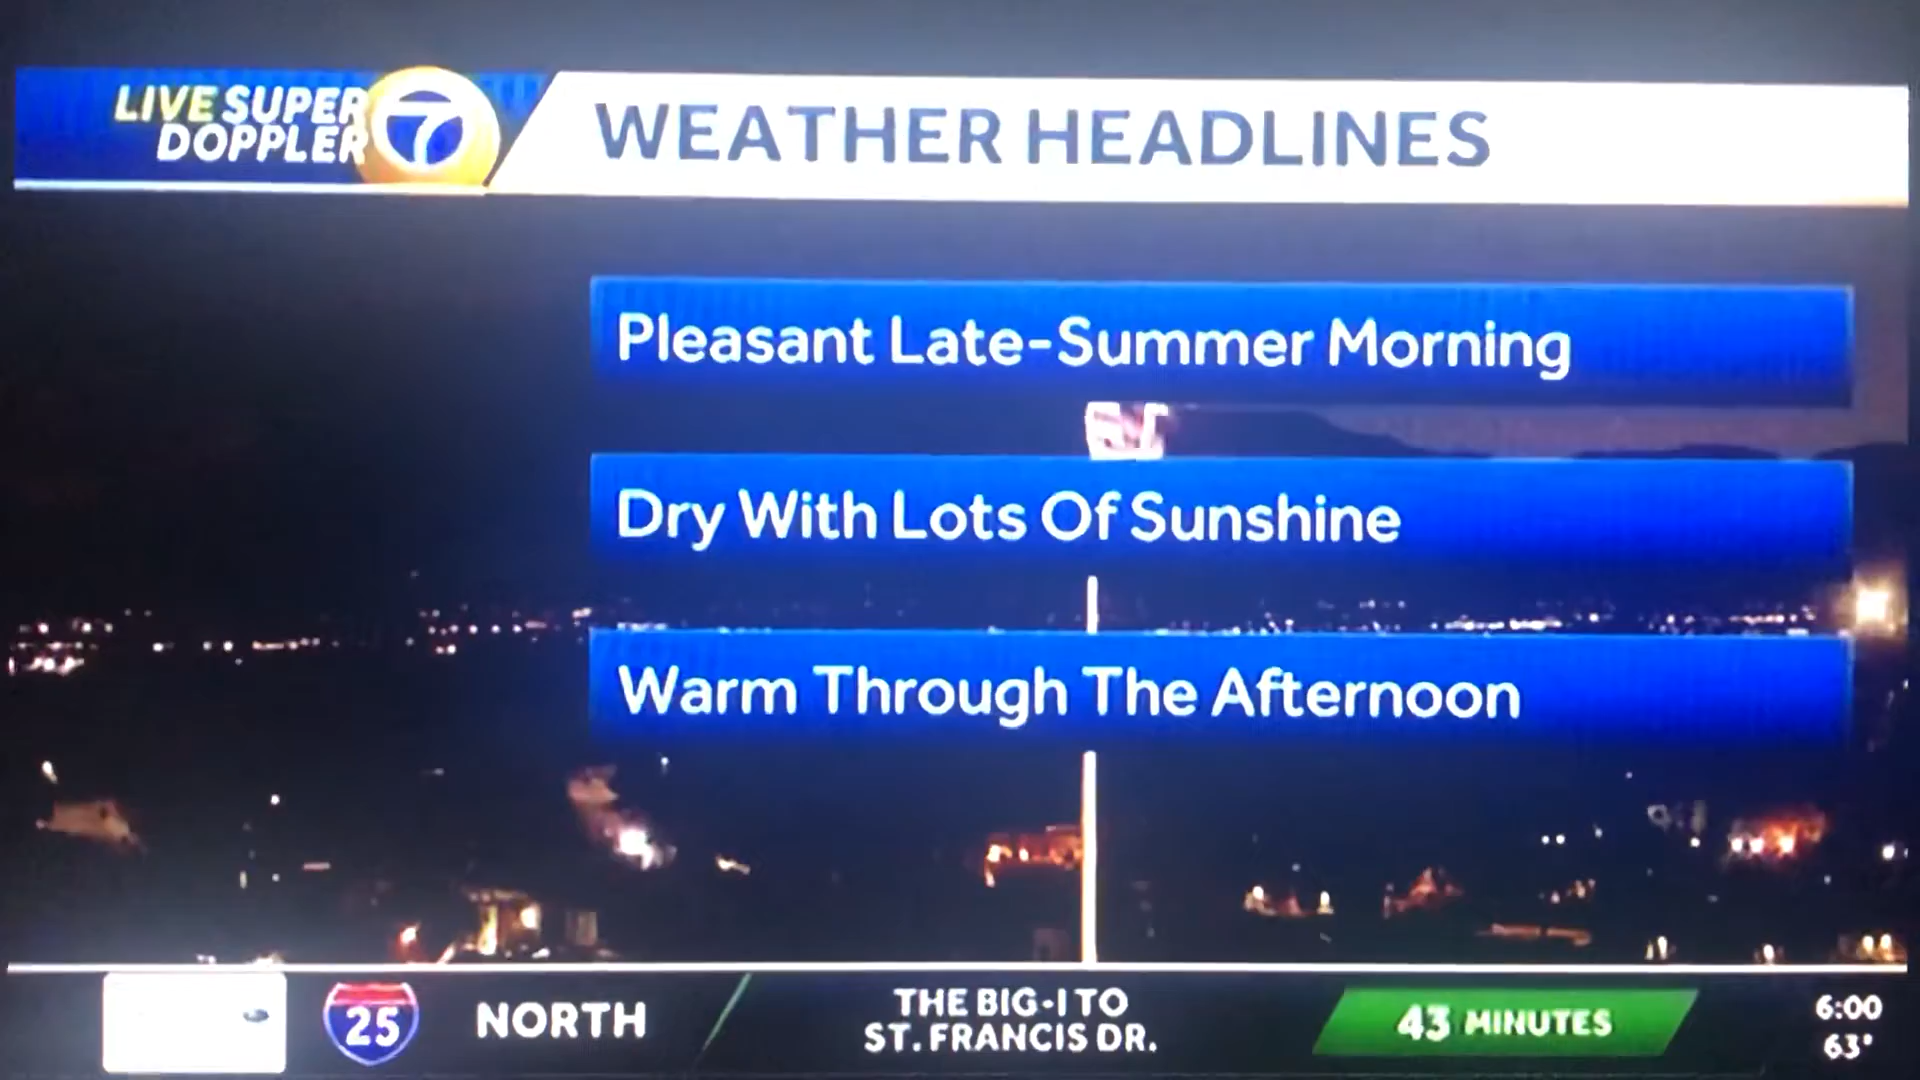 LIVE SUPER
DOPPLER
7
WEATHER HEADLINES
Pleasant Late-Summer Morning
Dry With Lots Of Sunshine
Warm Through The Afternoon
25
NORTH
THE BIG-I TO
ST. FRANCIS DR.
43 MINUTES
6:00
63°